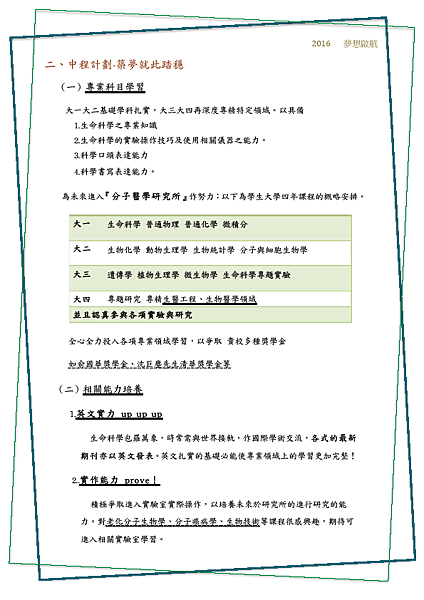 2016 夢想啟航
二、中程計劃-築夢就此踏穩
（一）專業科目學習
大一大二基礎學科扎實，大三大四再深度專精特定領域。以具備
1.生命科學之專業知識
2.生命科學的實驗操作技巧及使用相關儀器之能力。
3.科學口頭表達能力
4.科學書寫表達能力。
為未來進入『分子醫學研究所』作努力；以下為學生大學四年課程的概略安排。
大一 生命科學 普通物理 普通化學 微積分
大二 生物化學 動物生理學 生物統計學 分子與細胞生物學
大三 遺傳學 植物生理學 微生物學 生命科學專題實驗
大四 專題研究 專精生醫工程、生物醫學領域
並且認真參與各項實驗與研究
全心全力投入各項專業領域學習，以爭取 貴校多種獎學金
如俞國華獎學金、沈巨塵先生清華獎學金等
（二）相關能力培養
1.英文實力 up up up
生命科學包羅萬象，時常需與世界接軌，作國際學術交流，各式的最新
期刊亦以英文發表。英文扎實的基礎必能使專業領域上的學習更加完整！
2.實作能力 prove！
積極爭取進入實驗室實際操作，以培養未來於研究所的進行研究的能
力。對老化分子生物學、分子癌病學、生物技術等課程很感興趣，期待可
進入相關實驗室學習。